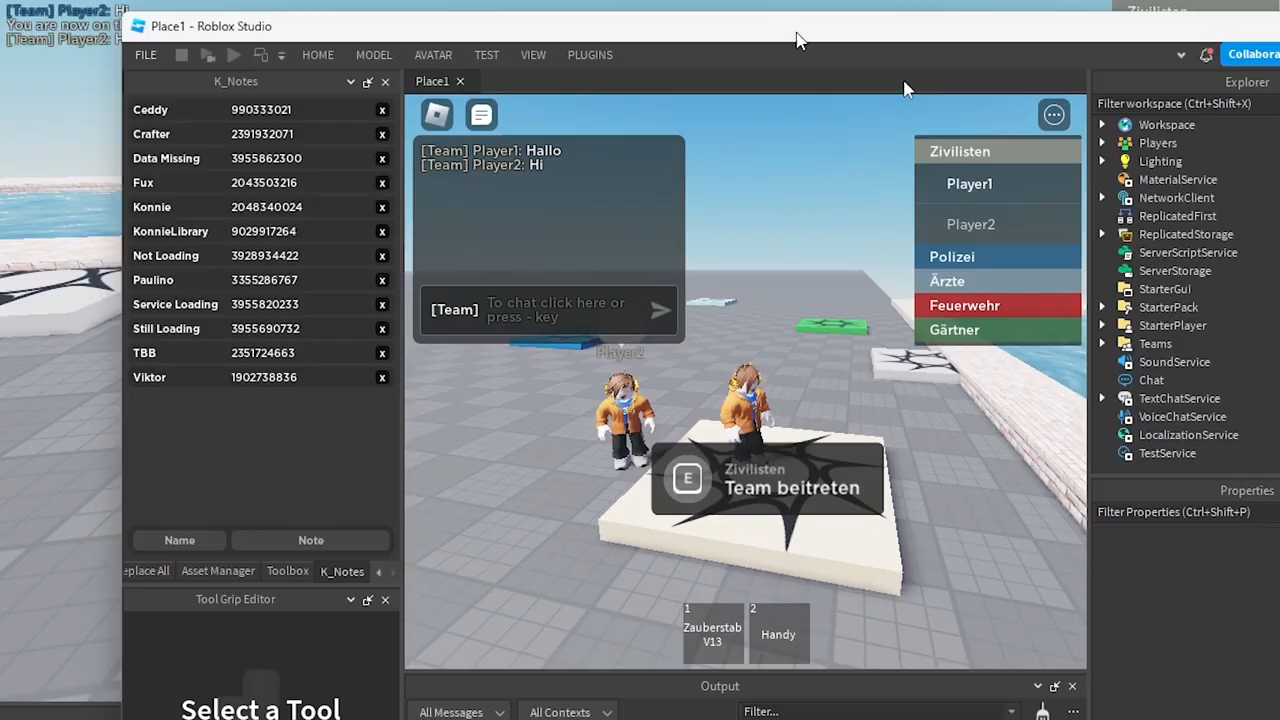 [Team] Player2: Hi
You are now on t
[Team] Player2: H
Zivilisten
Place1 - Roblox Studio
FILE HOME MODEL AVATAR TEST VIEW PLUGINS Collabora
K_Notes
Ceddy 990333021 x
Crafter 2391932071 x
Data Missing 3955862300 x
Fux 2043503216 x
Konnie 2048340024 x
KonnieLibrary 9029917264 x
Not Loading 3928934422 x
Paulino 3355286767 x
Service Loading 3955820233 x
Still Loading 3955690732 x
TBB 2351724663 x
Viktor 1902738836 x
Name Note
eplace All Asset Manager Toolbox K_Notes
Tool Grip Editor
Select a Tool
Place1
[Team] Player1: Hallo
[Team] Player2: Hi
[Team] To chat click here or
press - key
Zivilisten
Player1
Player2
Polizei
Ärzte
Feuerwehr
Gärtner
Player2
E
Zivilisten
Team beitreten
1
Zauberstab
V13
2
Handy
Output
All Messages All Contexts Filter...
Explorer
Filter workspace (Ctrl+Shift+X)
Workspace
Players
Lighting
MaterialService
NetworkClient
ReplicatedFirst
ReplicatedStorage
ServerScriptService
ServerStorage
StarterGui
StarterPack
StarterPlayer
Teams
SoundService
Chat
TextChatService
VoiceChatService
LocalizationService
TestService
Properties
Filter Properties (Ctrl+Shift+P)